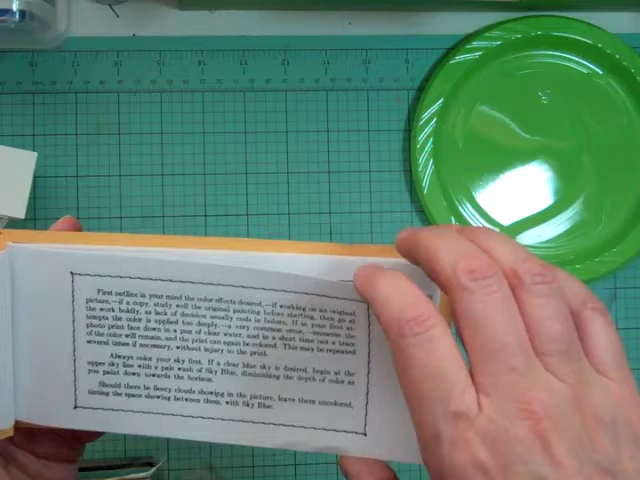 First outline in your mind the color effects desired,—if working on an original
picture,—if a copy, study well the original painting before starting, then go at
the work boldly, as lack of decision usually ends in failure. If in your first at-
tempts the color is applied too deeply,—a very common error,—immerse the
photo print face down in a pan of clear water, and in a short time not a trace
of the color will remain, and the print can again be colored. This may be repeated
several times if necessary, without injury to the print.
Always color your sky first. If a clear blue sky is desired, begin at the
upper sky line with a pale wash of Sky Blue, diminishing the depth of color as
you paint down towards the horizon.
Should there be fleecy clouds showing in the picture, leave them uncolored,
tinting the space showing between them, with Sky Blue.